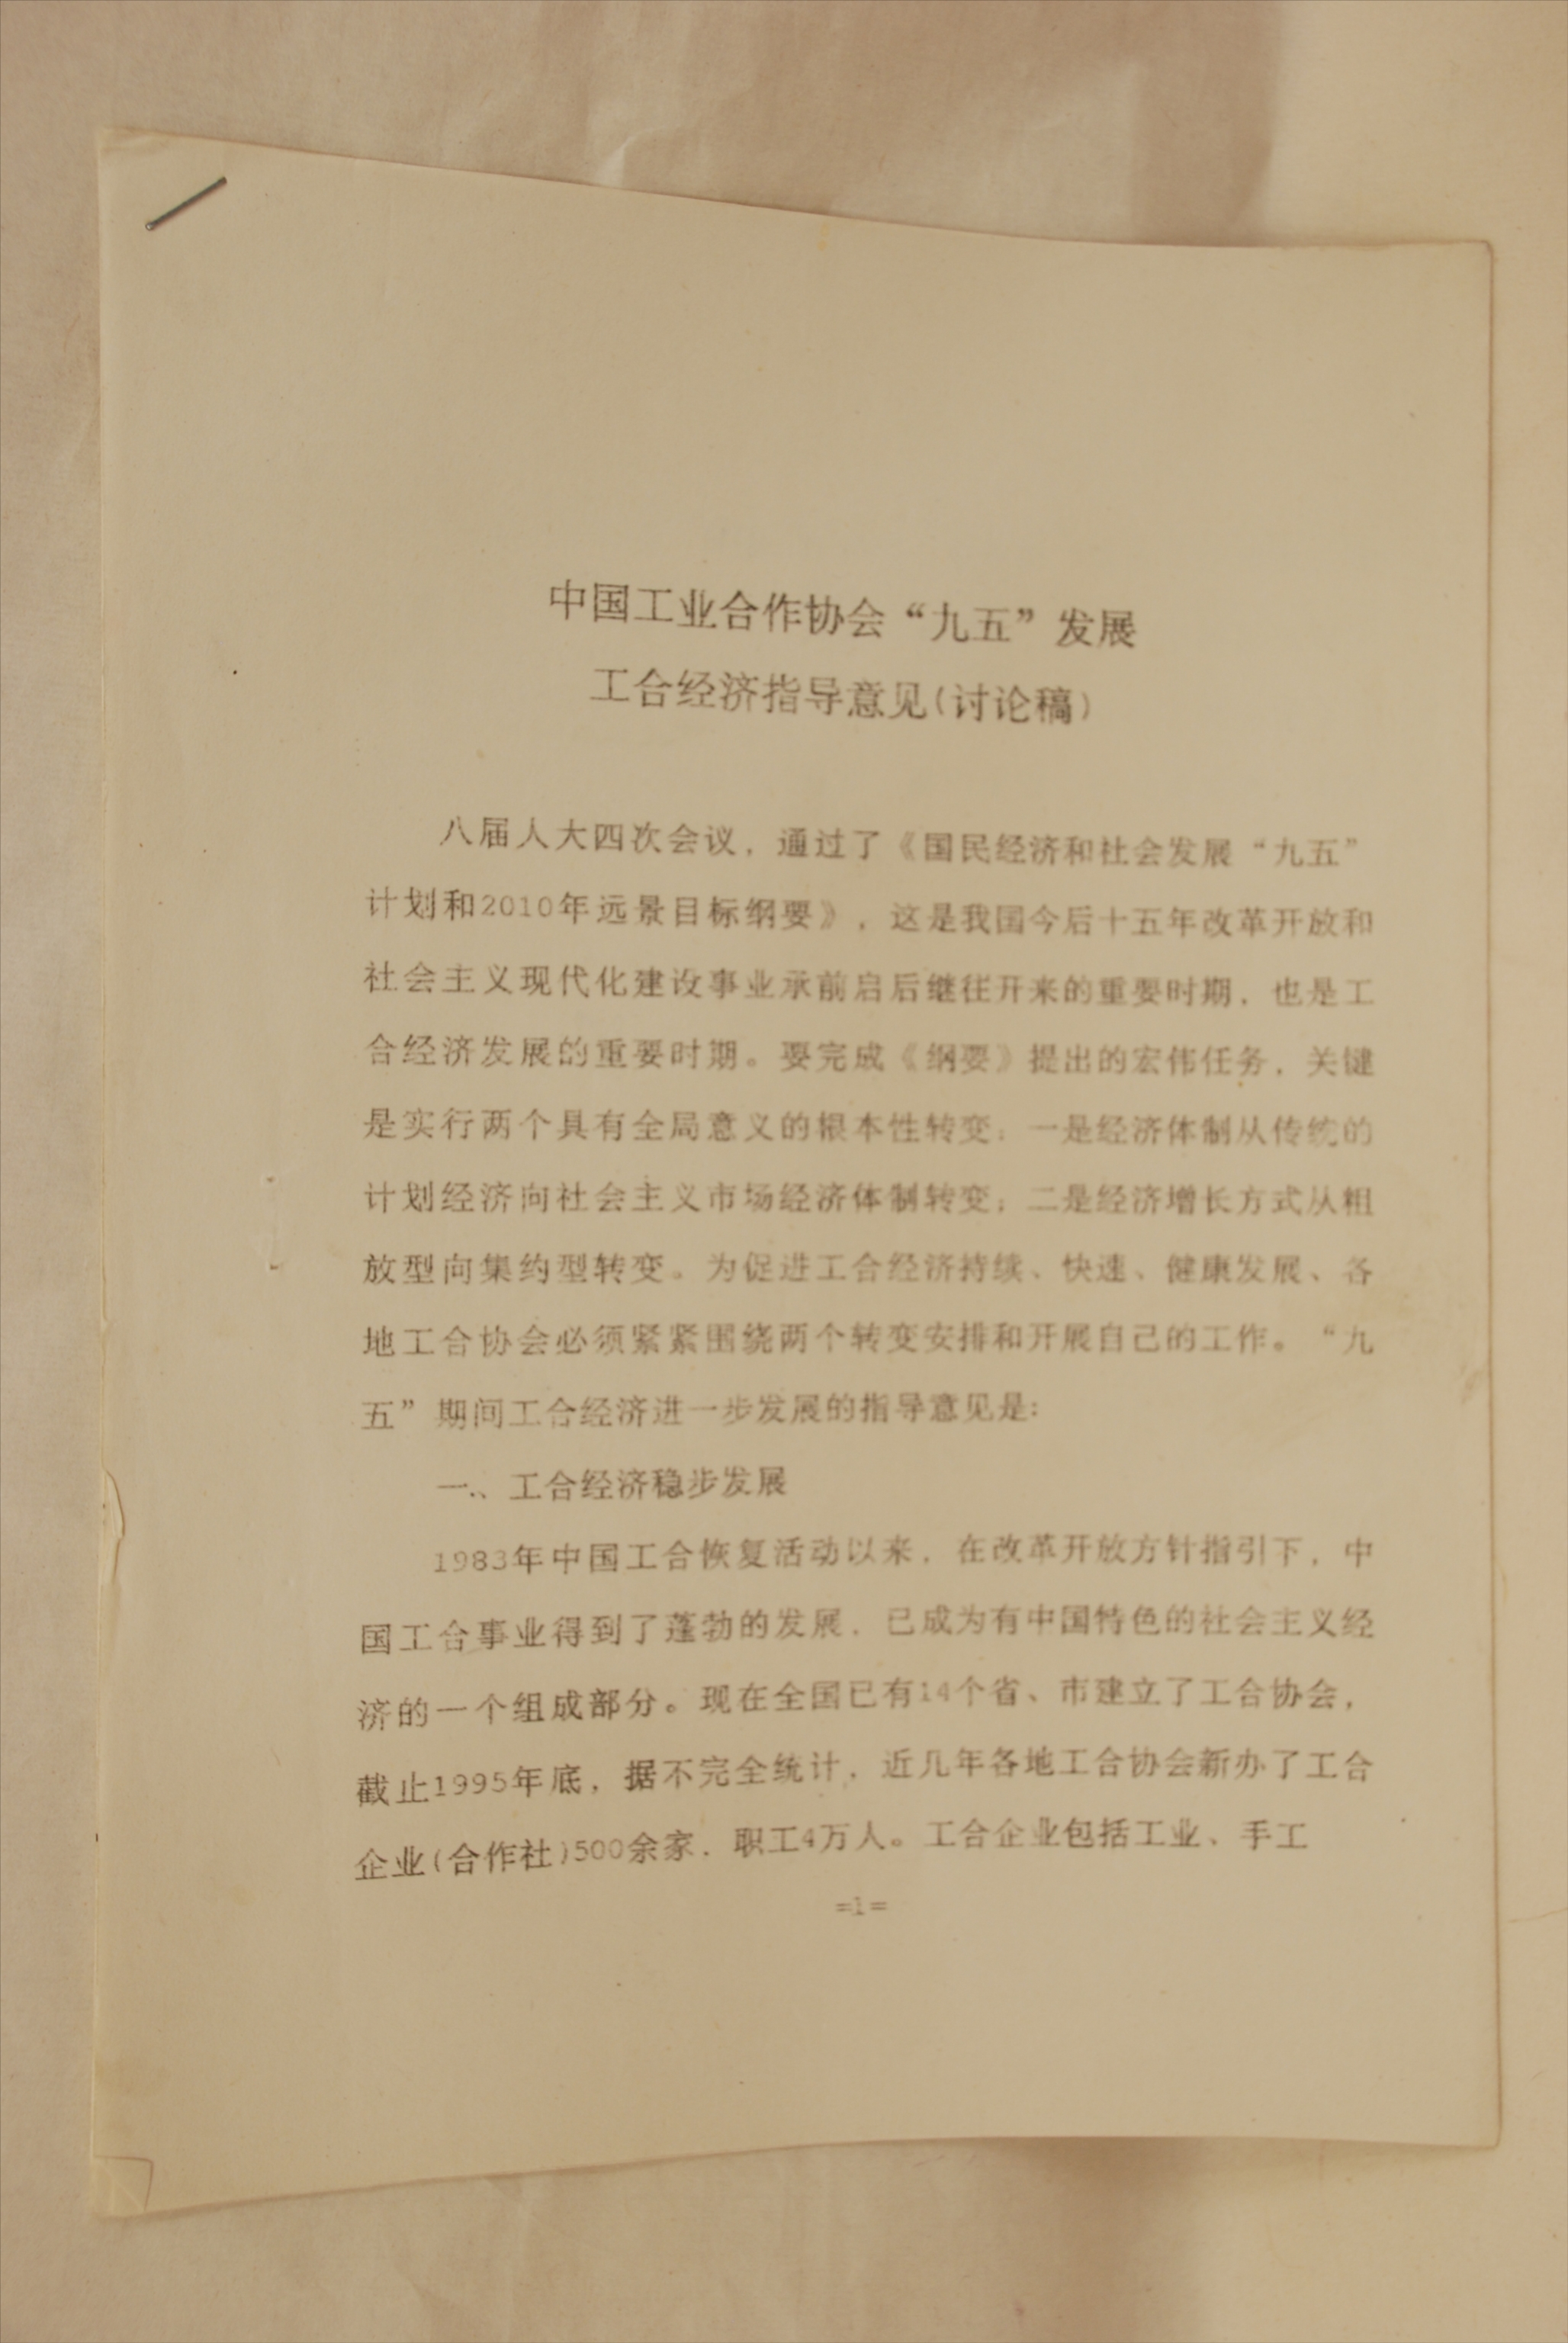 中国工业合作协会“九五”发展
工合经济指导意见(讨论稿)
八届人大四次会议，通过了《国民经济和社会发展“九五”
计划和2010年远景目标纲要》，这是我国今后十五年改革开放和
社会主义现代化建设事业承前启后继往开来的重要时期，也是工
合经济发展的重要时期。要完成《纲要》提出的宏伟任务，关键
是实行两个具有全局意义的根本性转变：一是经济体制从传统的
计划经济向社会主义市场经济体制转变；二是经济增长方式从粗
放型向集约型转变。为促进工合经济持续、快速、健康发展、各
地工合协会必须紧紧围绕两个转变安排和开展自己的工作。“九
五”期间工合经济进一步发展的指导意见是：
一、工合经济稳步发展
1983年中国工合恢复活动以来，在改革开放方针指引下，中
国工合事业得到了蓬勃的发展，已成为有中国特色的社会主义经
济的一个组成部分。现在全国已有14个省、市建立了工合协会，
截止1995年底，据不完全统计，近几年各地工合协会新办了工合
企业(合作社)500余家，职工4万人。工合企业包括工业、手工
=1=